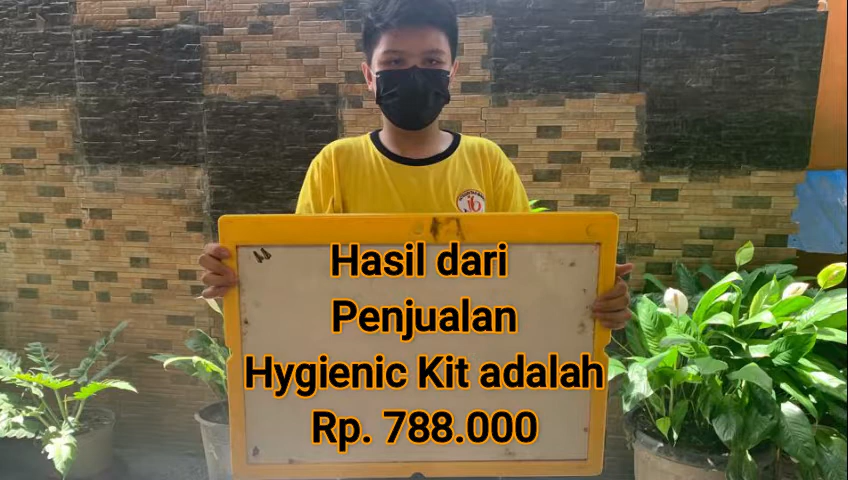 Hasil dari
Penjualan
Hygienic Kit adalah
Rp. 788.000